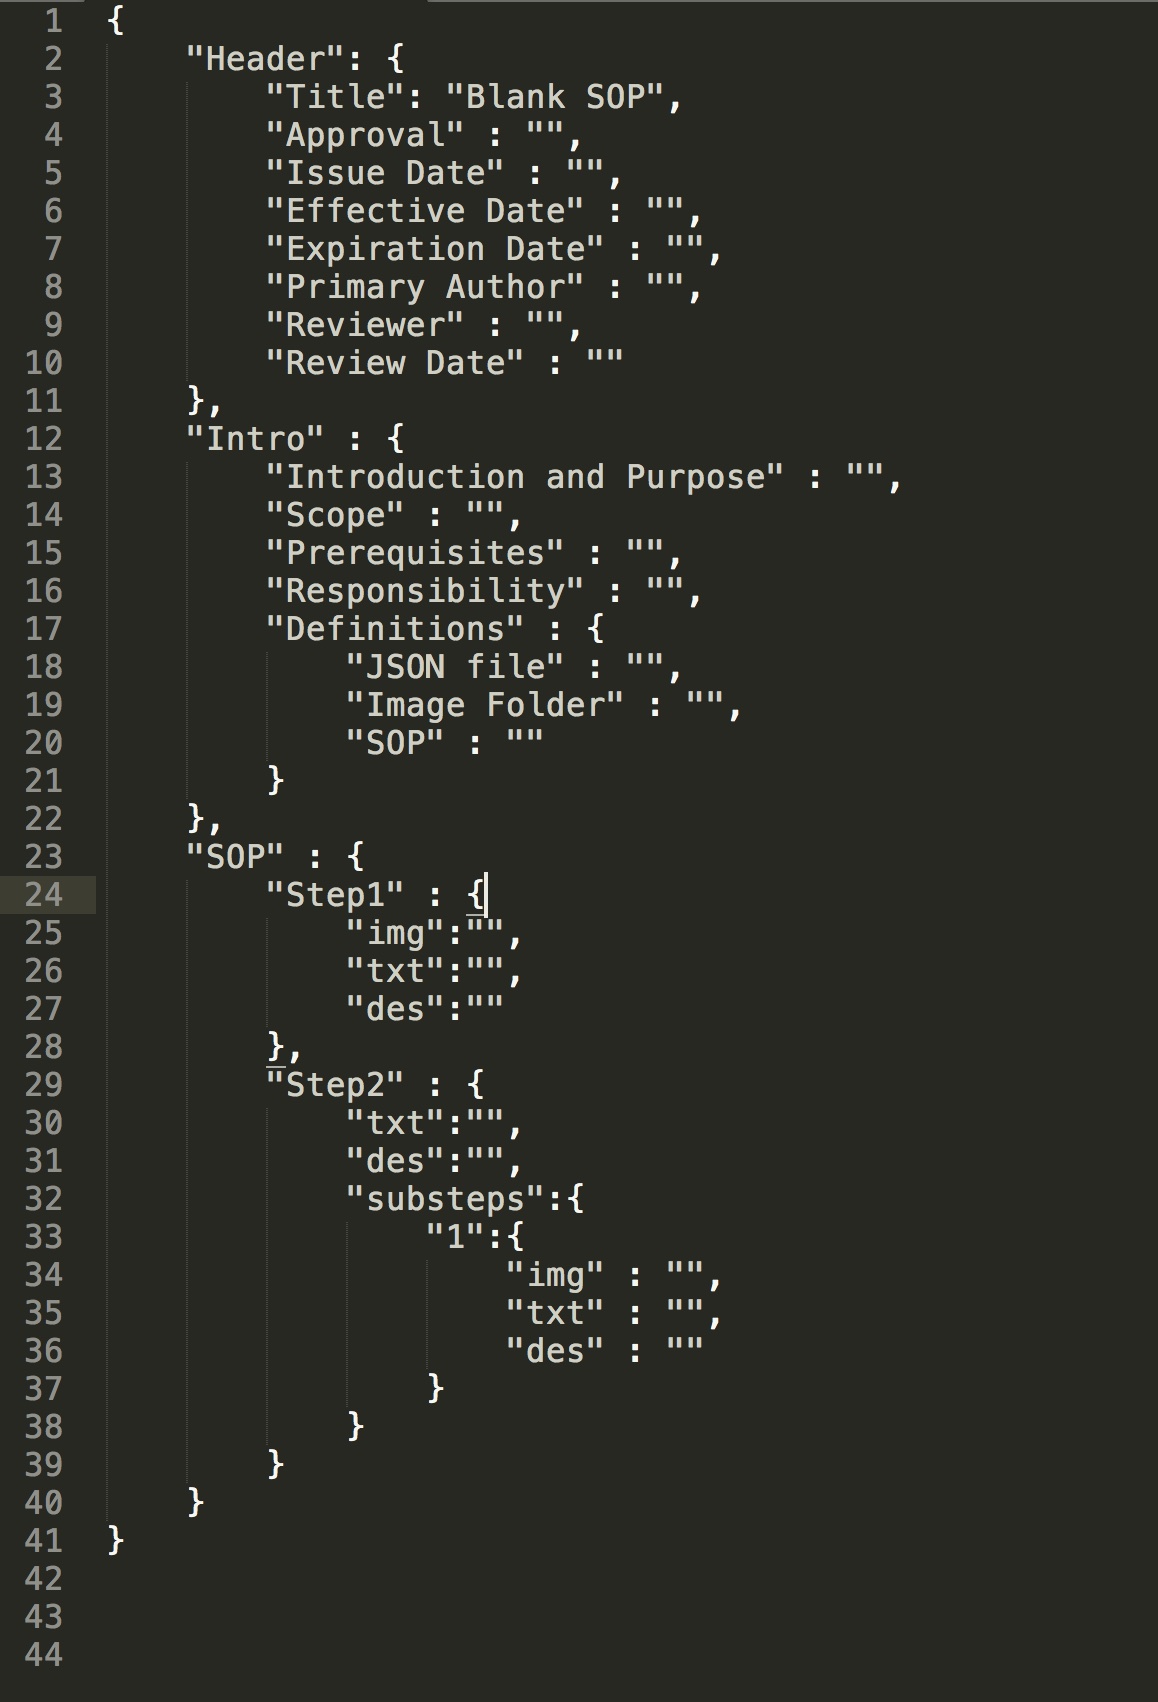 1 {
2     "Header": {
3         "Title": "Blank SOP",
4         "Approval" : "",
5         "Issue Date" : "",
6         "Effective Date" : "",
7         "Expiration Date" : "",
8         "Primary Author" : "",
9         "Reviewer" : "",
10         "Review Date" : ""
11     },
12     "Intro" : {
13         "Introduction and Purpose" : "",
14         "Scope" : "",
15         "Prerequisites" : "",
16         "Responsibility" : "",
17         "Definitions" : {
18             "JSON file" : "",
19             "Image Folder" : "",
20             "SOP" : ""
21         }
22     },
23     "SOP" : {
24         "Step1" : {
25             "img":"",
26             "txt":"",
27             "des":""
28         },
29         "Step2" : {
30             "txt":"",
31             "des":"",
32             "substeps":{
33                 "1":{
34                     "img" : "",
35                     "txt" : "",
36                     "des" : ""
37                 }
38             }
39         }
40     }
41 }
42
43
44